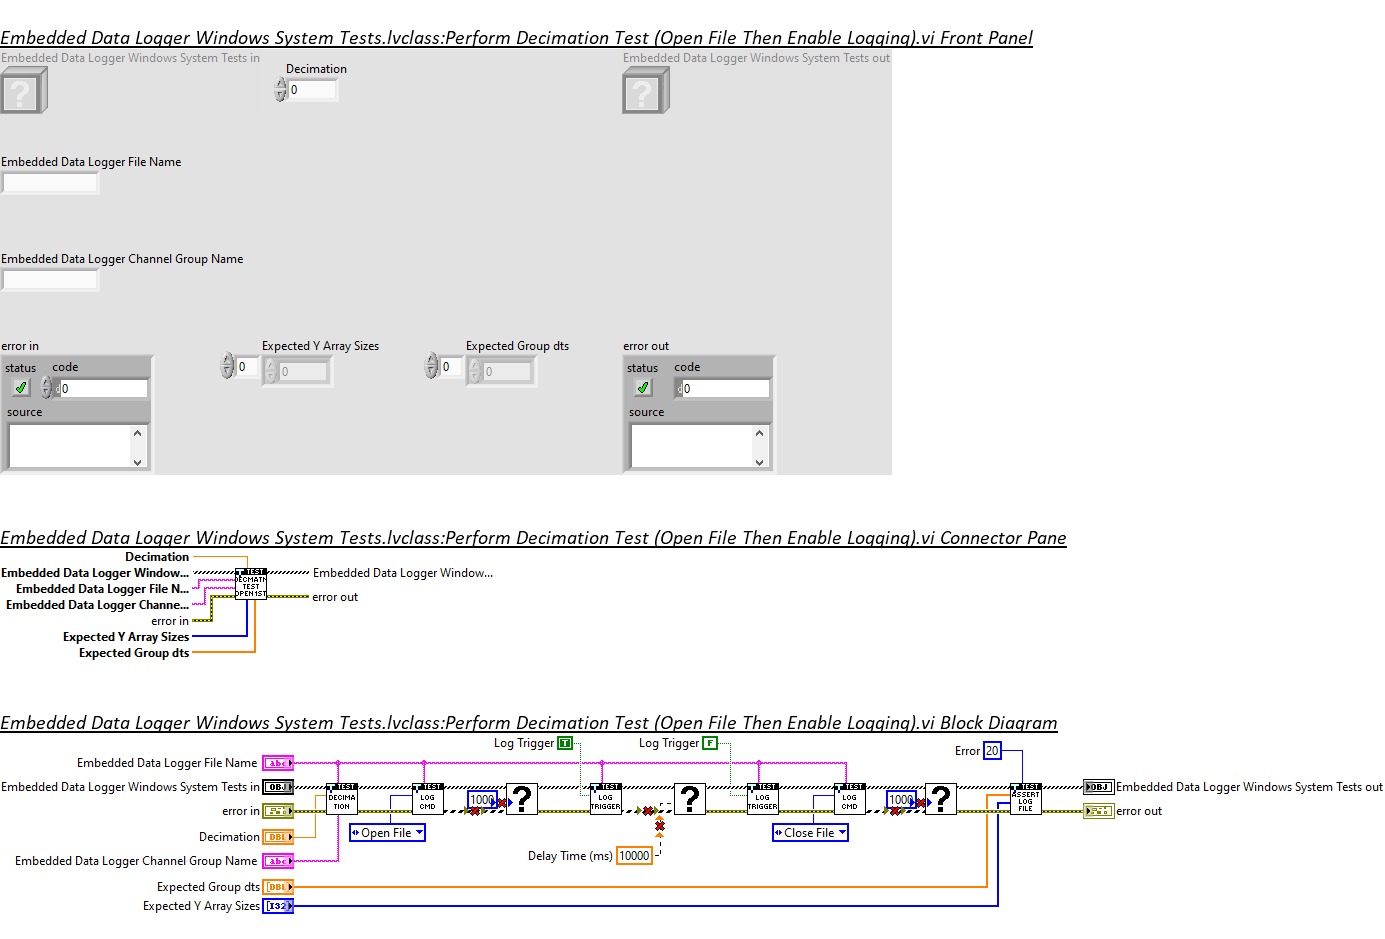 Embedded Data Logger Windows System Tests.lvclass:Perform Decimation Test (Open File Then Enable Logging).vi Front Panel
Embedded Data Logger Windows System Tests in
Embedded Data Logger Windows System Tests out
Decimation
?
0
?
Embedded Data Logger File Name
Embedded Data Logger Channel Group Name
error in
Expected Y Array Sizes
Expected Group dts
error out
status code
0
0
0
0
status code
d0
d0
source
source
Embedded Data Logger Windows System Tests.lvclass:Perform Decimation Test (Open File Then Enable Logging).vi Connector Pane
Decimation
Embedded Data Logger Window...
Embedded Data Logger File N...
Embedded Data Logger Channe...
error in
Expected Y Array Sizes
Expected Group dts
T TEST
DECMATN
TEST
OPEN1ST
Embedded Data Logger Window...
error out
Embedded Data Logger Windows System Tests.lvclass:Perform Decimation Test (Open File Then Enable Logging).vi Block Diagram
Log Trigger T
Log Trigger F
Error 20
Embedded Data Logger File Name abc
Embedded Data Logger Windows System Tests in OBJ
error in
Decimation DBL
Embedded Data Logger Channel Group Name abc
Expected Group dts [DBL]
Expected Y Array Sizes [I32]
T TEST
DECIMA
TION
T TEST
LOG
CMD
Open File
1000
?
T TEST
LOG
TRIGGER
Delay Time (ms) 10000
?
T TEST
LOG
TRIGGER
T TEST
LOG
CMD
Close File
1000
?
T TEST
ASSERT
LOG
FILE
OBJ Embedded Data Logger Windows System Tests out
error out